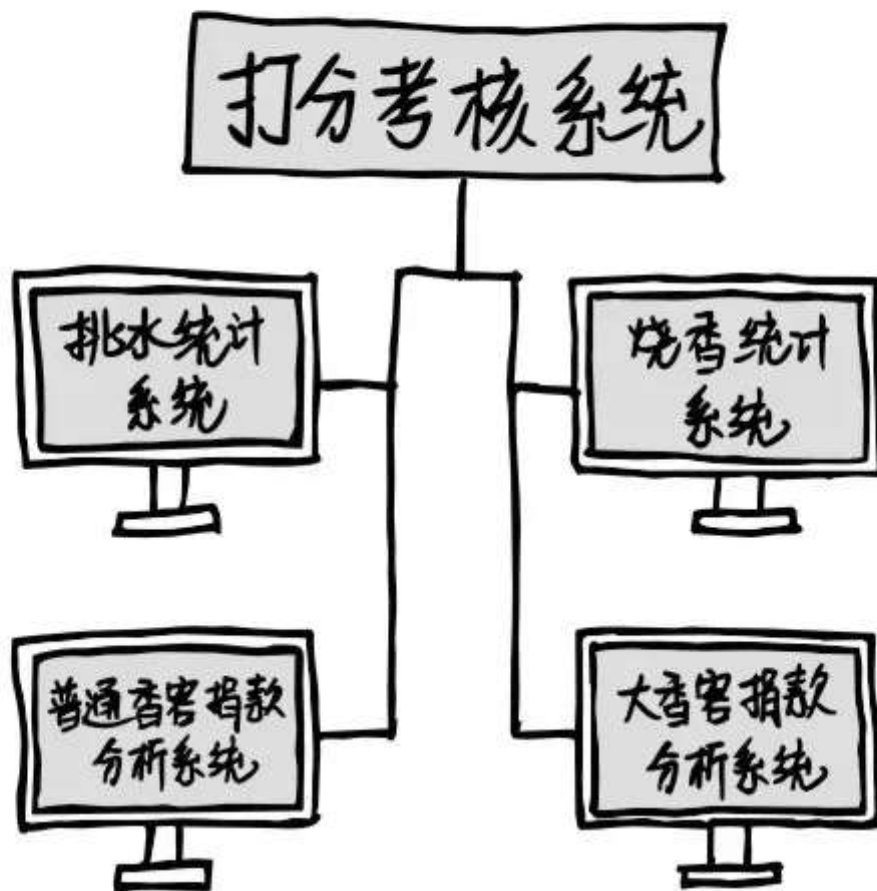 打分考核系统
排水统计
系统
烧香统计
系统
普通香客捐款
分析系统
大香客捐款
分析系统